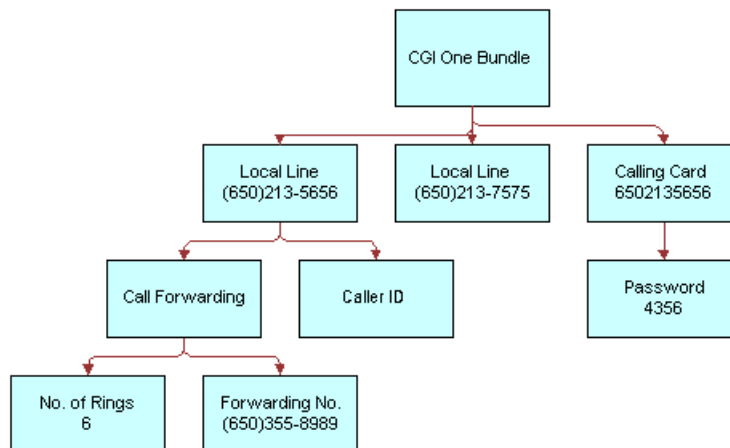 CGI One Bundle
Local Line
(650)213-5656
Local Line
(650)213-7575
Calling Card
6502135656
Call Forwarding
Caller ID
Password
4356
No. of Rings
6
Forwarding No.
(650)355-8989